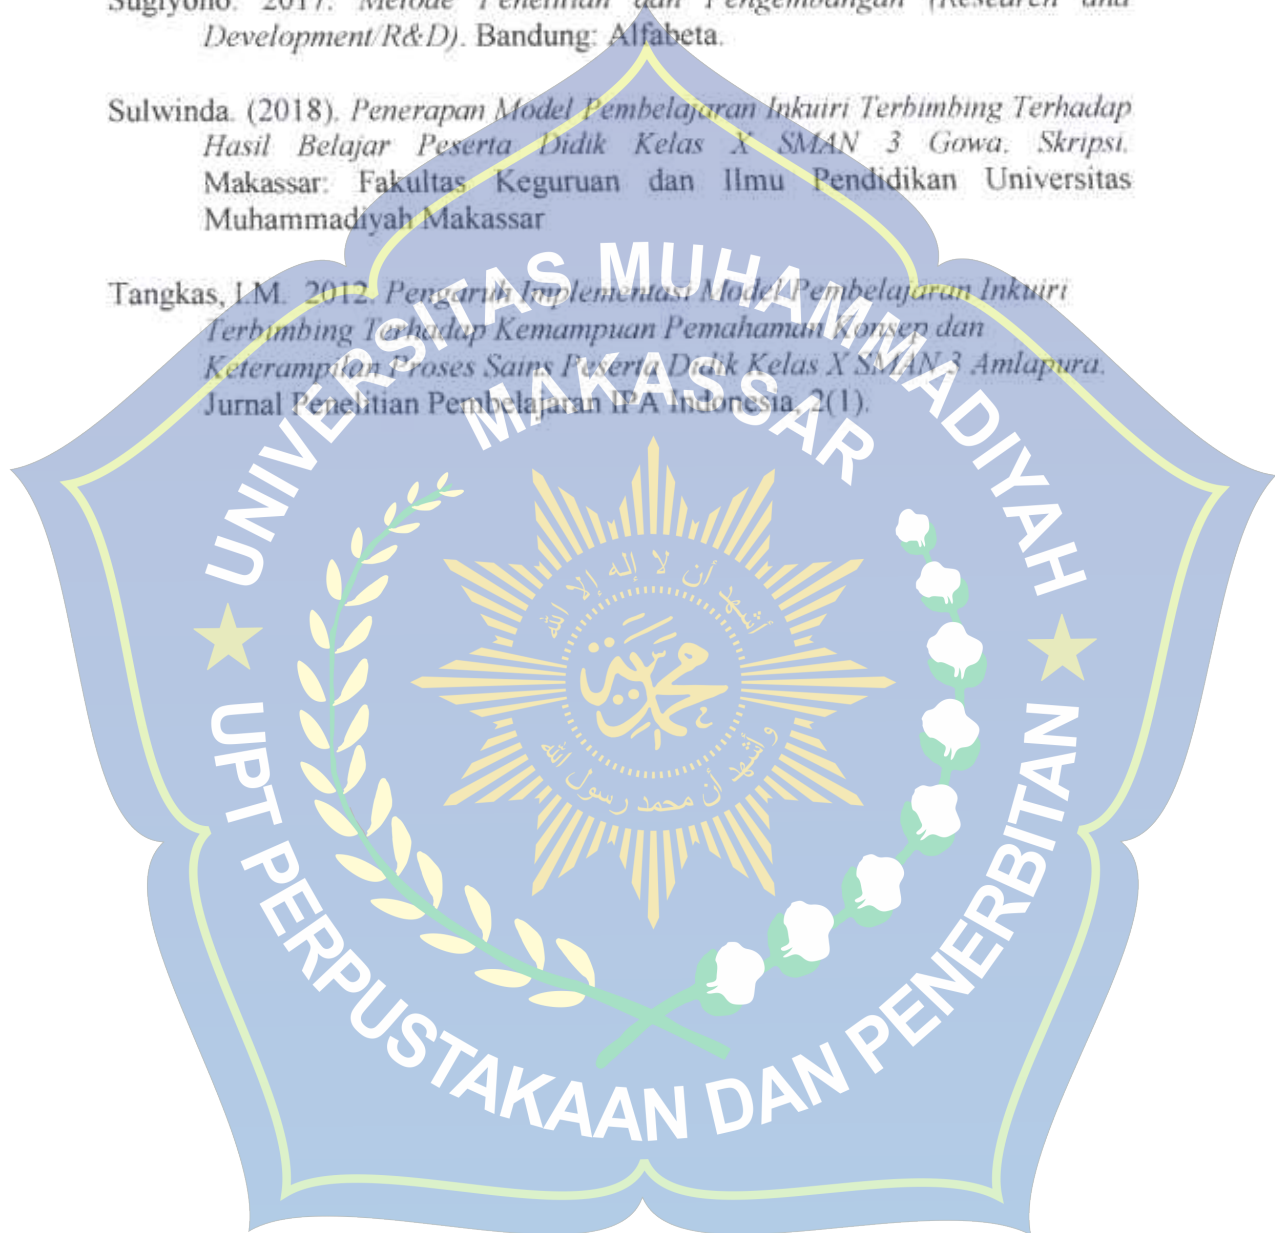 Sugiyono. 2017. Metode Penelitian dan Pengembangan (Research and
Development/R&D). Bandung: Alfabeta.
Sulwinda. (2018). Penerapan Model Pembelajaran Inkuiri Terbimbing Terhadap
Hasil Belajar Peserta Didik Kelas X SMAN 3 Gowa. Skripsi.
Makassar: Fakultas Keguruan dan Ilmu Pendidikan Universitas
Muhammadiyah Makassar
Tangkas, I.M. 2012. Pengaruh Implementasi Model Pembelajaran Inkuiri
Terbimbing Terhadap Kemampuan Pemahaman Konsep dan
Keterampilan Proses Sains Peserta Didik Kelas X SMAN 3 Amlapura.
Jurnal Penelitian Pembelajaran IPA Indonesia, 2(1).
UNIVERSITAS MUHAMMADIYAH
MAKASSAR
أشهد أن لا إله إلا الله
محمدية
وأشهد أن محمد رسول الله
UPT PERPUSTAKAAN DAN PENERBITAN